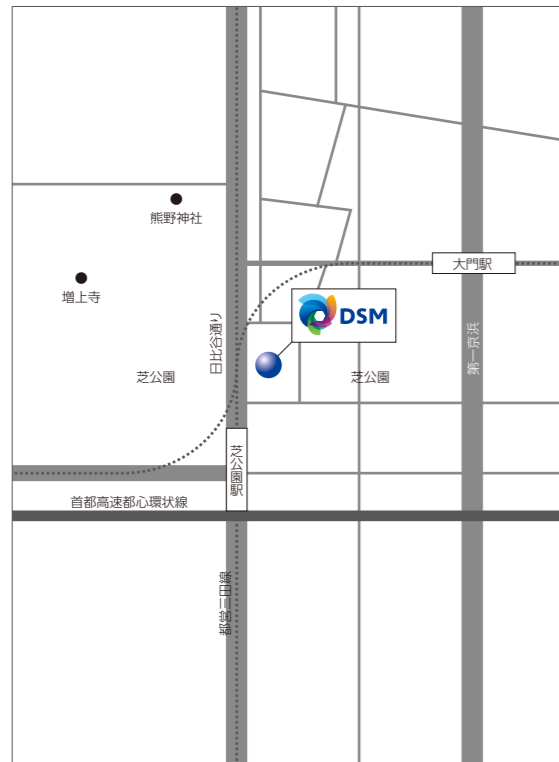 熊野神社
大門駅
増上寺
DSM
日比谷通り
第一京浜
芝公園
芝公園
芝公園駅
首都高速都心環状線
都営三田線